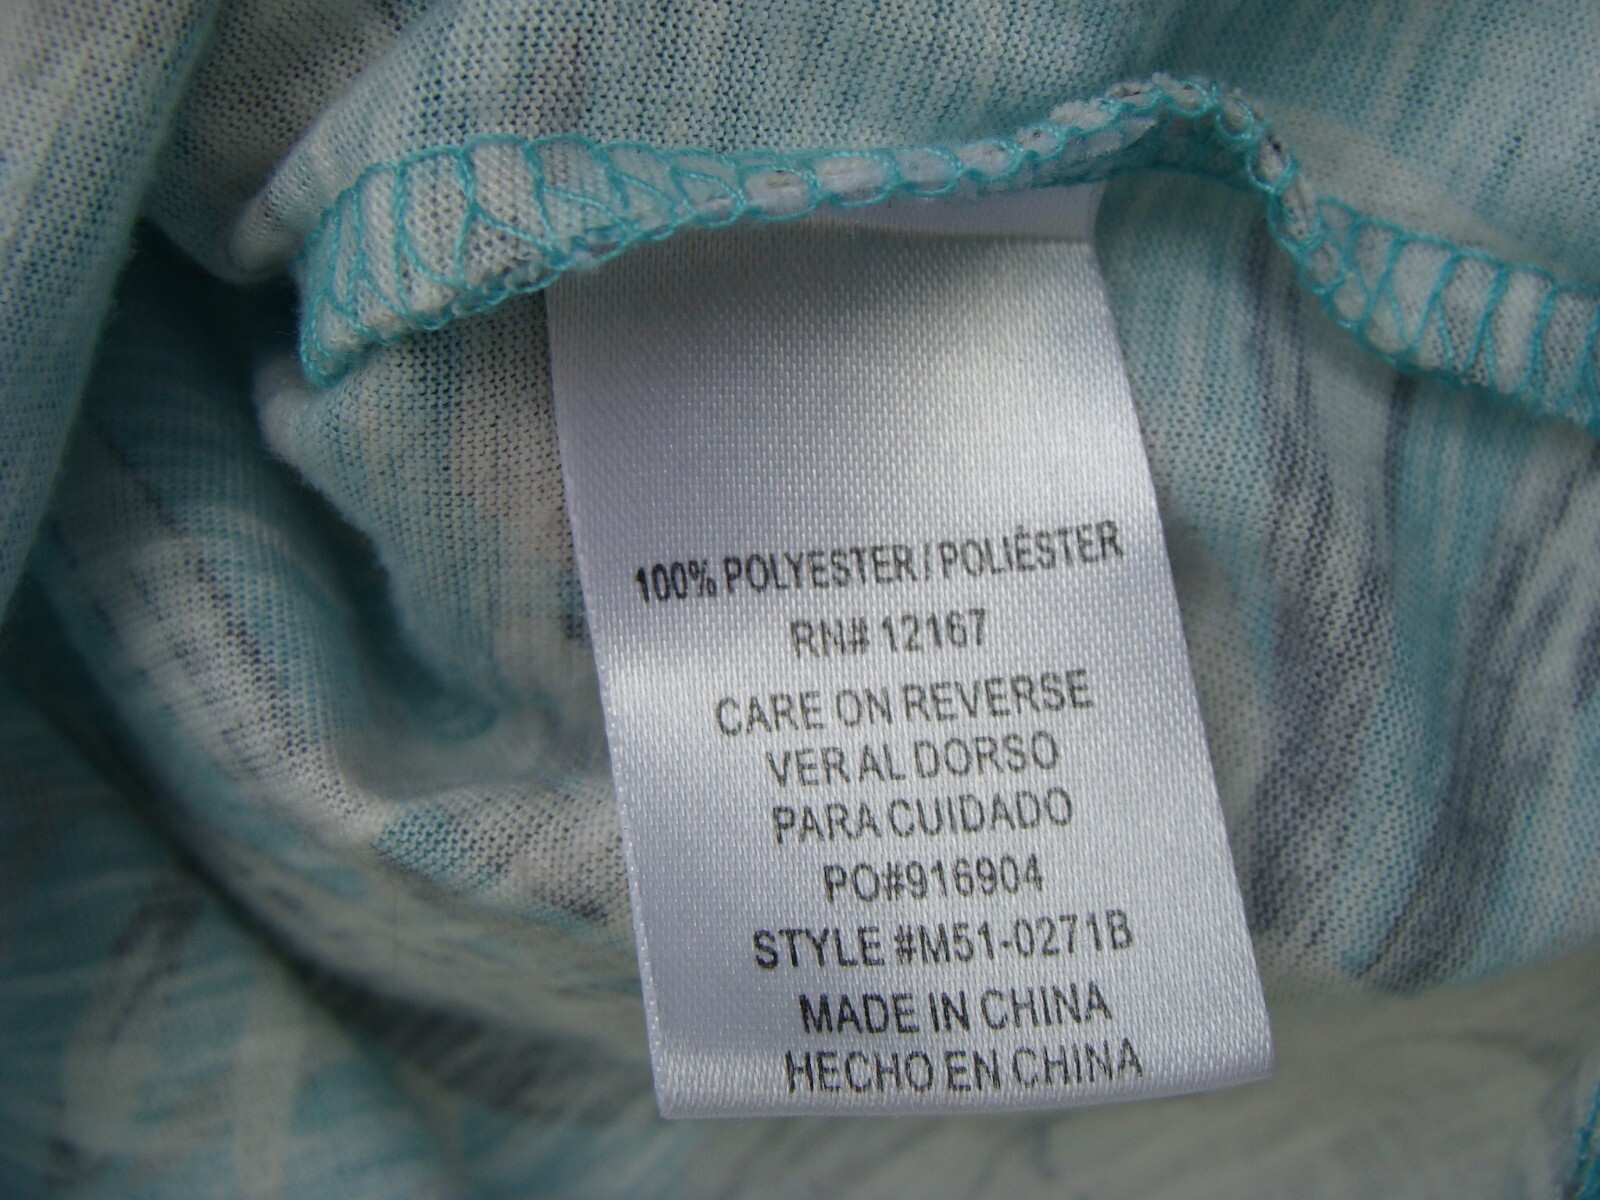 100% POLYESTER / POLIÉSTER
RN# 12167
CARE ON REVERSE
VER AL DORSO
PARA CUIDADO
PO#916904
STYLE #M51-0271B
MADE IN CHINA
HECHO EN CHINA